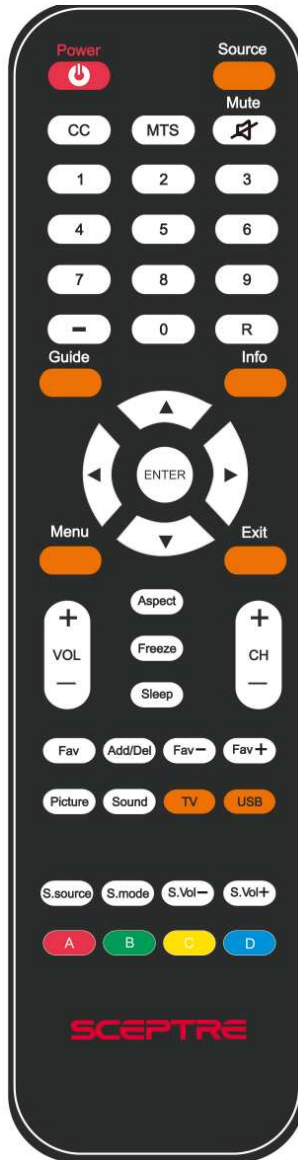 Power Source
Mute
CC MTS
1 2 3
4 5 6
7 8 9
— 0 R
Guide Info
ENTER
Menu Exit
+ Aspect +
VOL Freeze CH
— Sleep —
Fav Add/Del Fav— Fav+
Picture Sound TV USB
S.source S.mode S.Vol— S.Vol+
A B C D
SCEPTRE